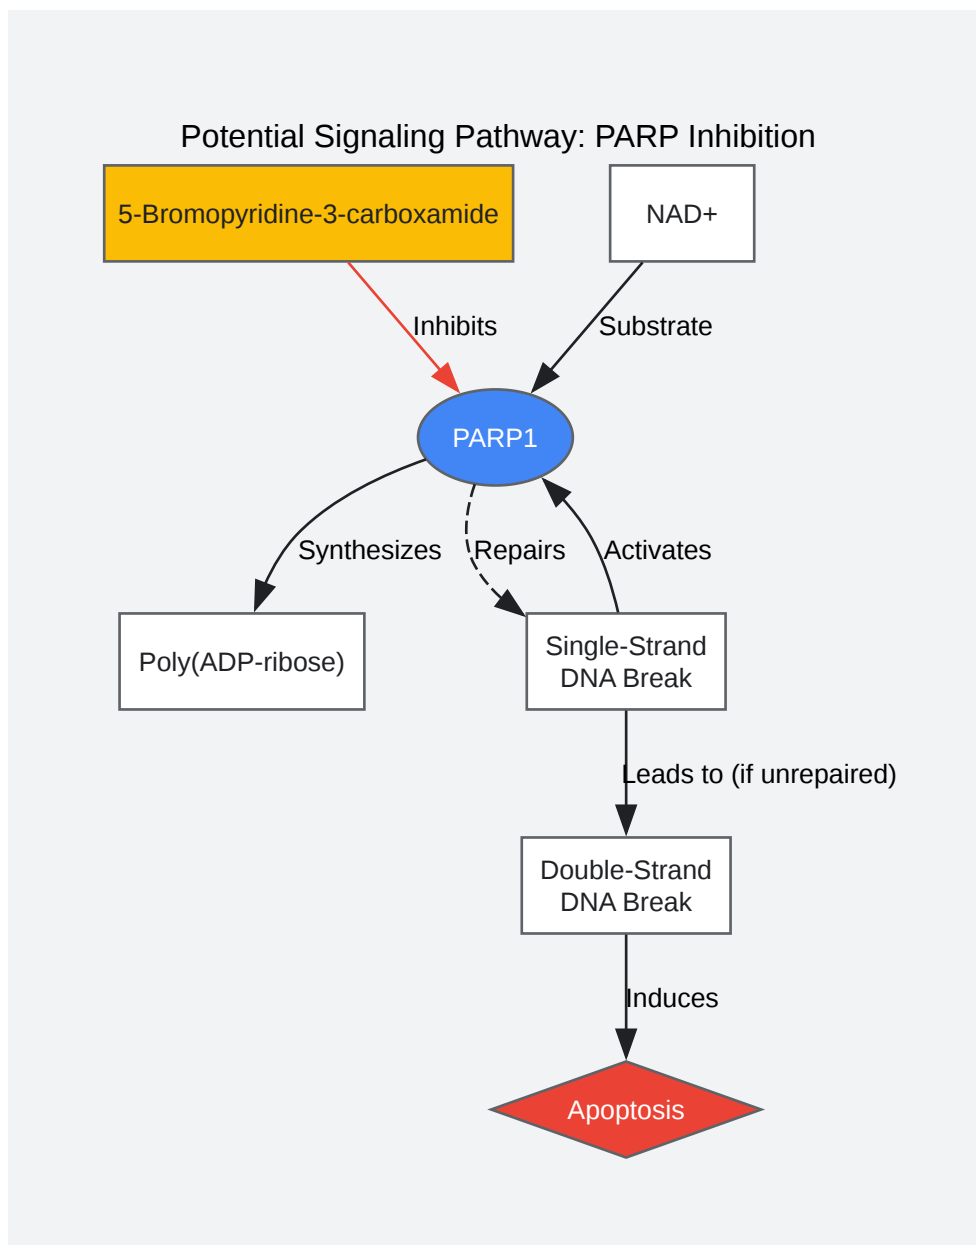 Potential Signaling Pathway: PARP Inhibition
5-Bromopyridine-3-carboxamide
NAD+
Inhibits
Substrate
PARP1
Synthesizes
Repairs
Activates
Poly(ADP-ribose)
Single-Strand
DNA Break
Leads to (if unrepaired)
Double-Strand
DNA Break
Induces
Apoptosis